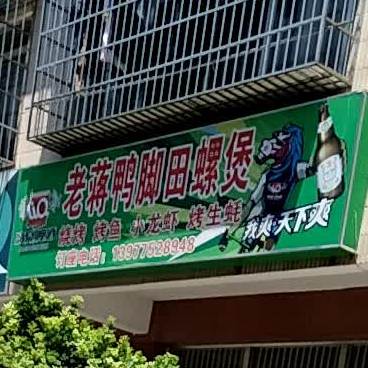 老蒋鸭脚田螺煲
烧烤 烤鱼 小龙虾 烤生蚝
订座电话：13977528948
我爽天下爽